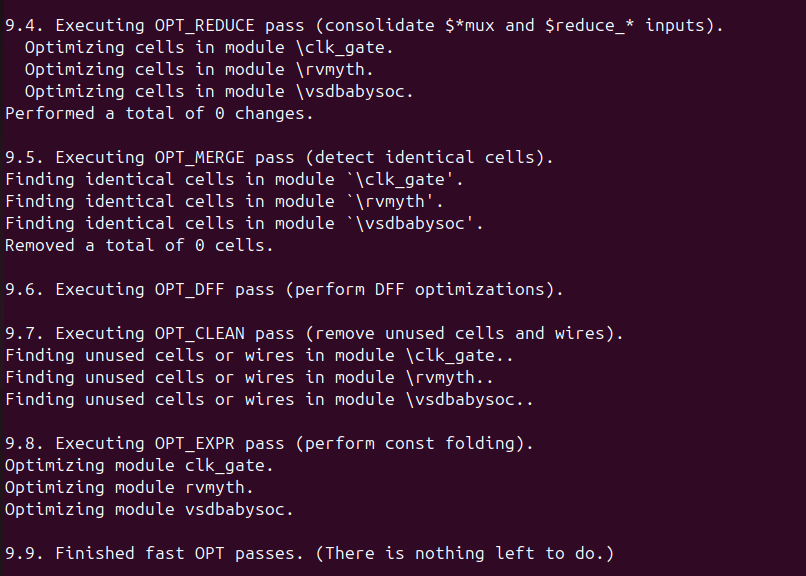 9.4. Executing OPT_REDUCE pass (consolidate $*mux and $reduce_* inputs).
  Optimizing cells in module \clk_gate.
  Optimizing cells in module \rvmyth.
  Optimizing cells in module \vsdbabysoc.
Performed a total of 0 changes.

9.5. Executing OPT_MERGE pass (detect identical cells).
Finding identical cells in module `\clk_gate'.
Finding identical cells in module `\rvmyth'.
Finding identical cells in module `\vsdbabysoc'.
Removed a total of 0 cells.

9.6. Executing OPT_DFF pass (perform DFF optimizations).

9.7. Executing OPT_CLEAN pass (remove unused cells and wires).
Finding unused cells or wires in module \clk_gate..
Finding unused cells or wires in module \rvmyth..
Finding unused cells or wires in module \vsdbabysoc..

9.8. Executing OPT_EXPR pass (perform const folding).
Optimizing module clk_gate.
Optimizing module rvmyth.
Optimizing module vsdbabysoc.

9.9. Finished fast OPT passes. (There is nothing left to do.)